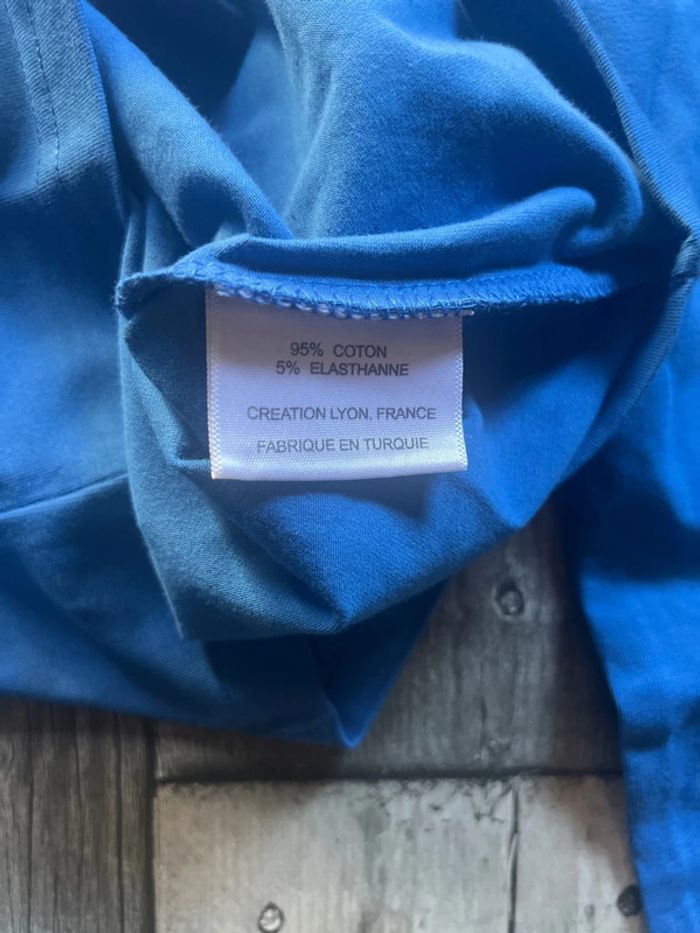 95% COTON
5% ELASTHANNE
CREATION LYON, FRANCE
FABRIQUE EN TURQUIE